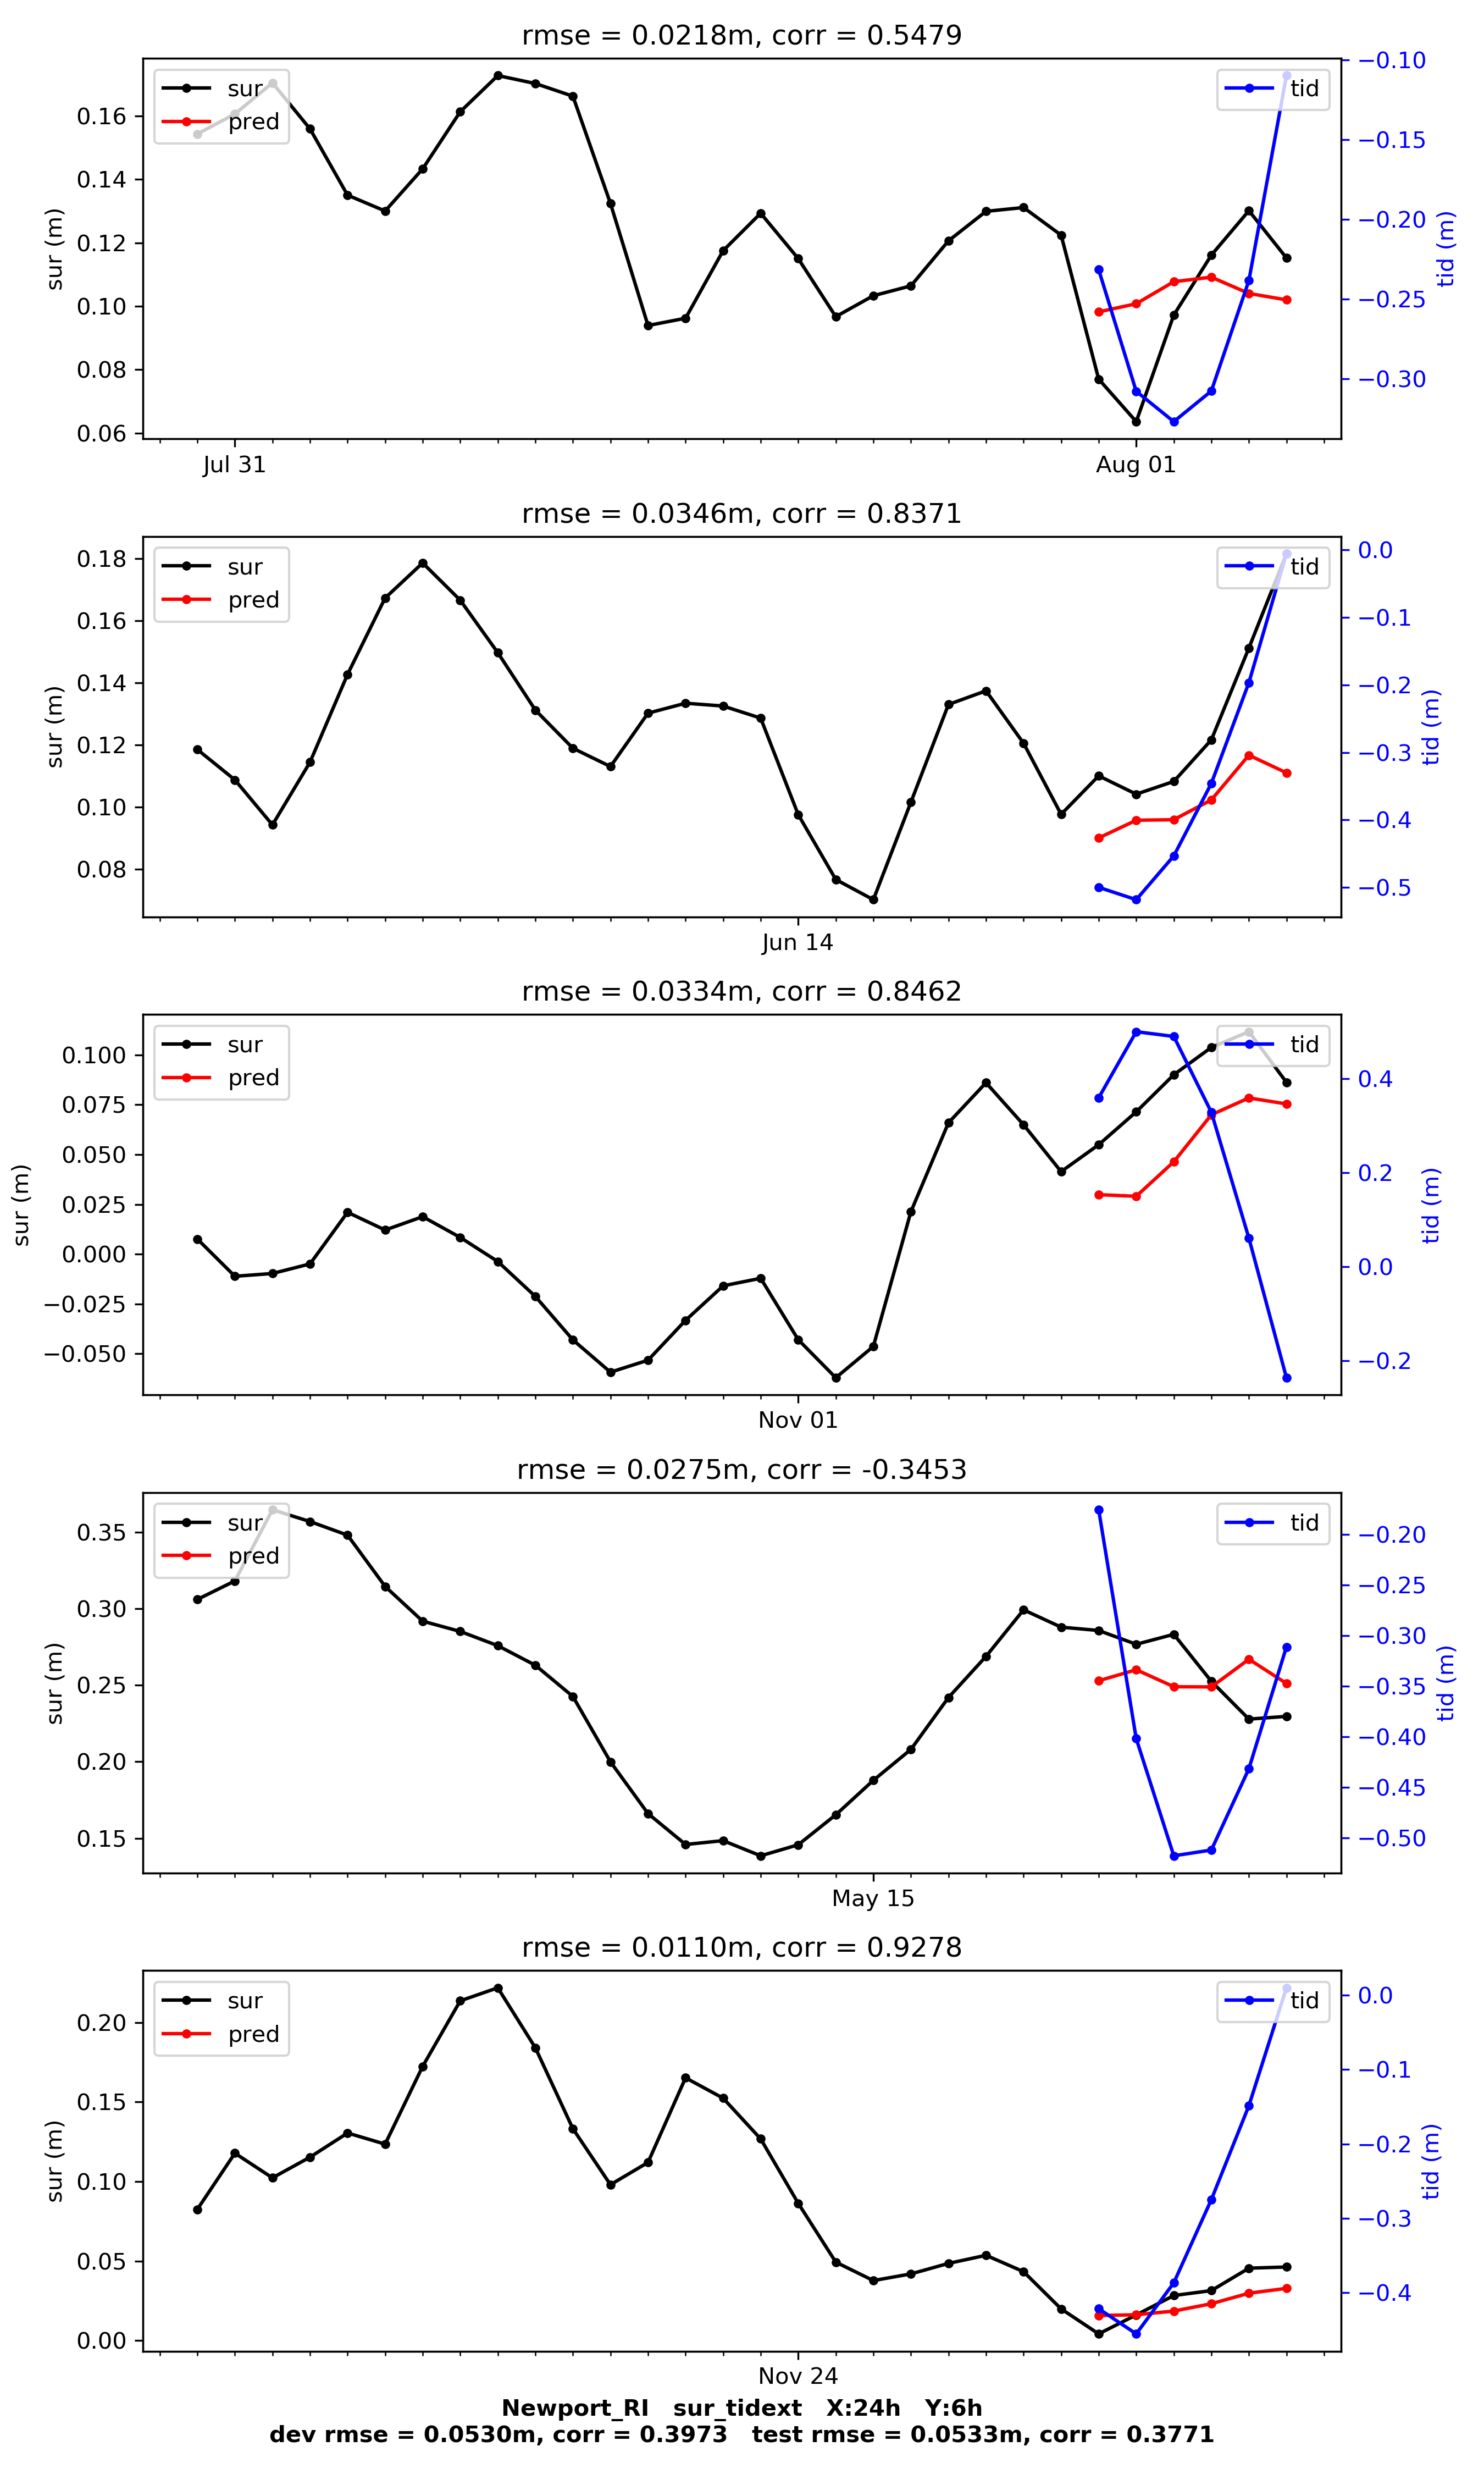 rmse = 0.0218m, corr = 0.5479
sur
pred
tid
0.16
0.14
0.12
0.10
0.08
0.06
sur (m)
−0.10
−0.15
−0.20
−0.25
−0.30
tid (m)
Jul 31
Aug 01
rmse = 0.0346m, corr = 0.8371
sur
pred
tid
0.18
0.16
0.14
0.12
0.10
0.08
sur (m)
0.0
−0.1
−0.2
−0.3
−0.4
−0.5
tid (m)
Jun 14
rmse = 0.0334m, corr = 0.8462
sur
pred
tid
0.100
0.075
0.050
0.025
0.000
−0.025
−0.050
sur (m)
0.4
0.2
0.0
−0.2
tid (m)
Nov 01
rmse = 0.0275m, corr = -0.3453
sur
pred
tid
0.35
0.30
0.25
0.20
0.15
sur (m)
−0.20
−0.25
−0.30
−0.35
−0.40
−0.45
−0.50
tid (m)
May 15
rmse = 0.0110m, corr = 0.9278
sur
pred
tid
0.20
0.15
0.10
0.05
0.00
sur (m)
0.0
−0.1
−0.2
−0.3
−0.4
tid (m)
Nov 24
Newport_RI sur_tidext X:24h Y:6h
dev rmse = 0.0530m, corr = 0.3973 test rmse = 0.0533m, corr = 0.3771